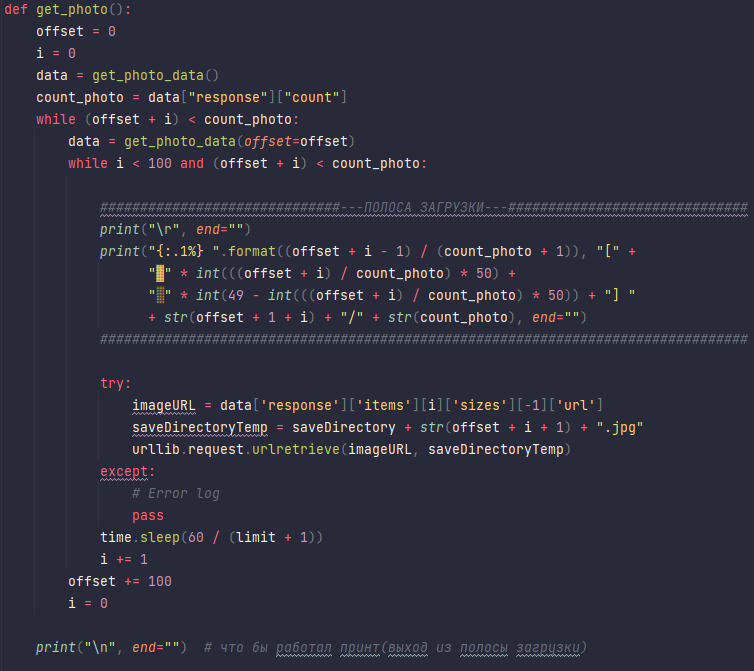 def get_photo():
    offset = 0
    i = 0
    data = get_photo_data()
    count_photo = data["response"]["count"]
    while (offset + i) < count_photo:
        data = get_photo_data(offset=offset)
        while i < 100 and (offset + i) < count_photo:

            ##############################---ПОЛОСА ЗАГРУЗКИ---##############################
            print("\r", end="")
            print("{:.1%} ".format((offset + i - 1) / (count_photo + 1)), "[" +
                  "▓" * int(((offset + i) / count_photo) * 50) +
                  "▒" * int(49 - int(((offset + i) / count_photo) * 50)) + "] "
                  + str(offset + 1 + i) + "/" + str(count_photo), end="")
            #################################################################################

            try:
                imageURL = data['response']['items'][i]['sizes'][-1]['url']
                saveDirectoryTemp = saveDirectory + str(offset + i + 1) + ".jpg"
                urllib.request.urlretrieve(imageURL, saveDirectoryTemp)
            except:
                # Error log
                pass
            time.sleep(60 / (limit + 1))
            i += 1
        offset += 100
        i = 0

    print("\n", end="")  # что бы работал принт(выход из полосы загрузки)